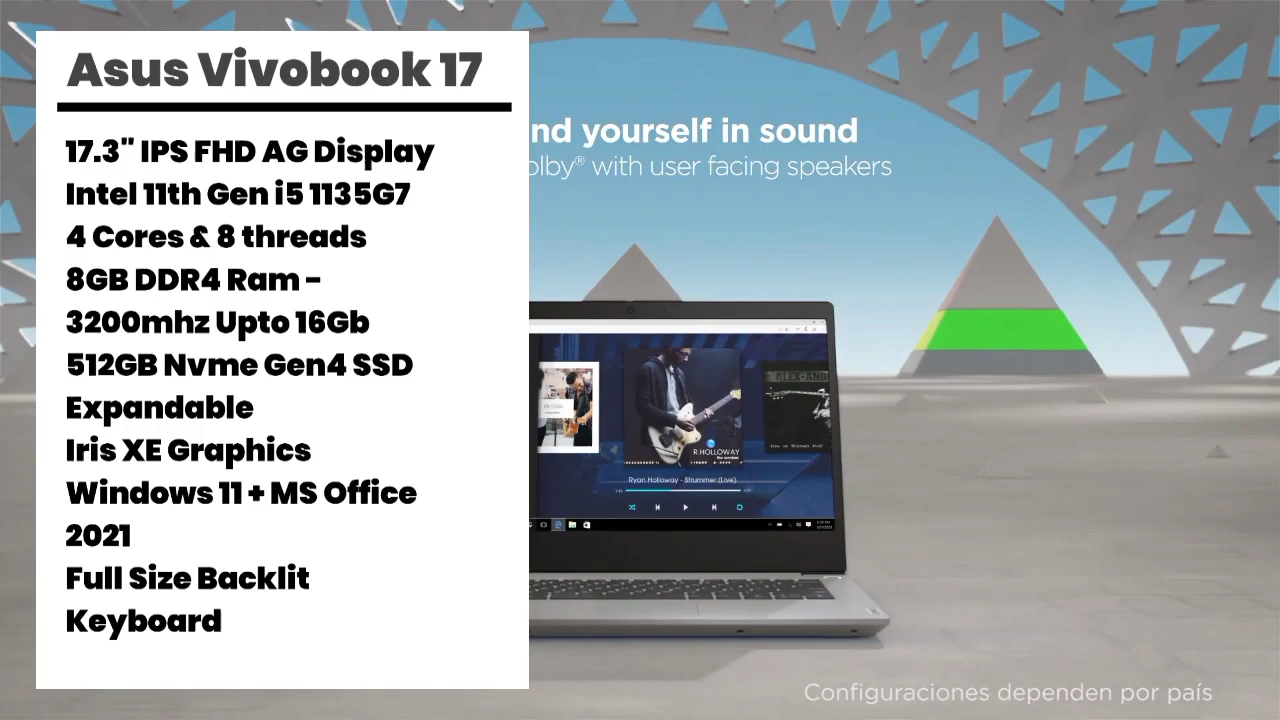 Asus Vivobook 17
17.3" IPS FHD AG Display
Intel 11th Gen i5 1135G7
4 Cores & 8 threads
8GB DDR4 Ram -
3200mhz Upto 16Gb
512GB Nvme Gen4 SSD
Expandable
Iris XE Graphics
Windows 11 + MS Office
2021
Full Size Backlit
Keyboard
nd yourself in sound
olby® with user facing speakers
R.HOLLOWAY
Ryan Holloway - Strummer (Live)
Configuraciones dependen por país